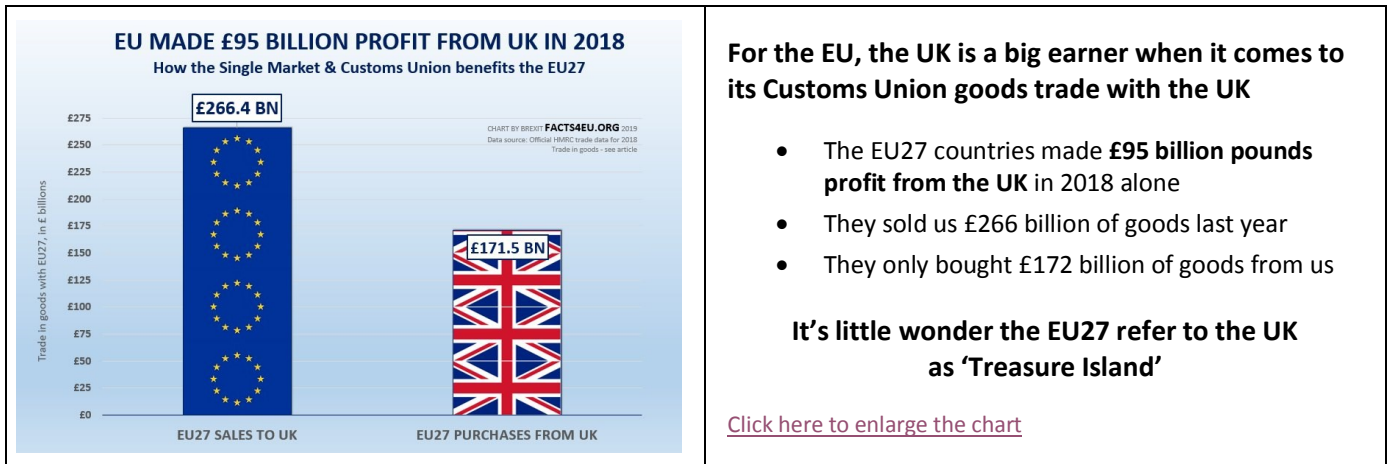 EU MADE £95 BILLION PROFIT FROM UK IN 2018
How the Single Market & Customs Union benefits the EU27
£266.4 BN
CHART BY BREXIT FACTS4EU.ORG 2019
Data source: Official HMRC trade data for 2018
Trade in goods - see article
Trade in goods with EU27, in £ billions
£275
£250
£225
£200
£175
£150
£125
£100
£75
£50
£25
£0
£171.5 BN
EU27 SALES TO UK
EU27 PURCHASES FROM UK
For the EU, the UK is a big earner when it comes to
its Customs Union goods trade with the UK
• The EU27 countries made £95 billion pounds
profit from the UK in 2018 alone
• They sold us £266 billion of goods last year
• They only bought £172 billion of goods from us
It’s little wonder the EU27 refer to the UK
as ‘Treasure Island’
Click here to enlarge the chart